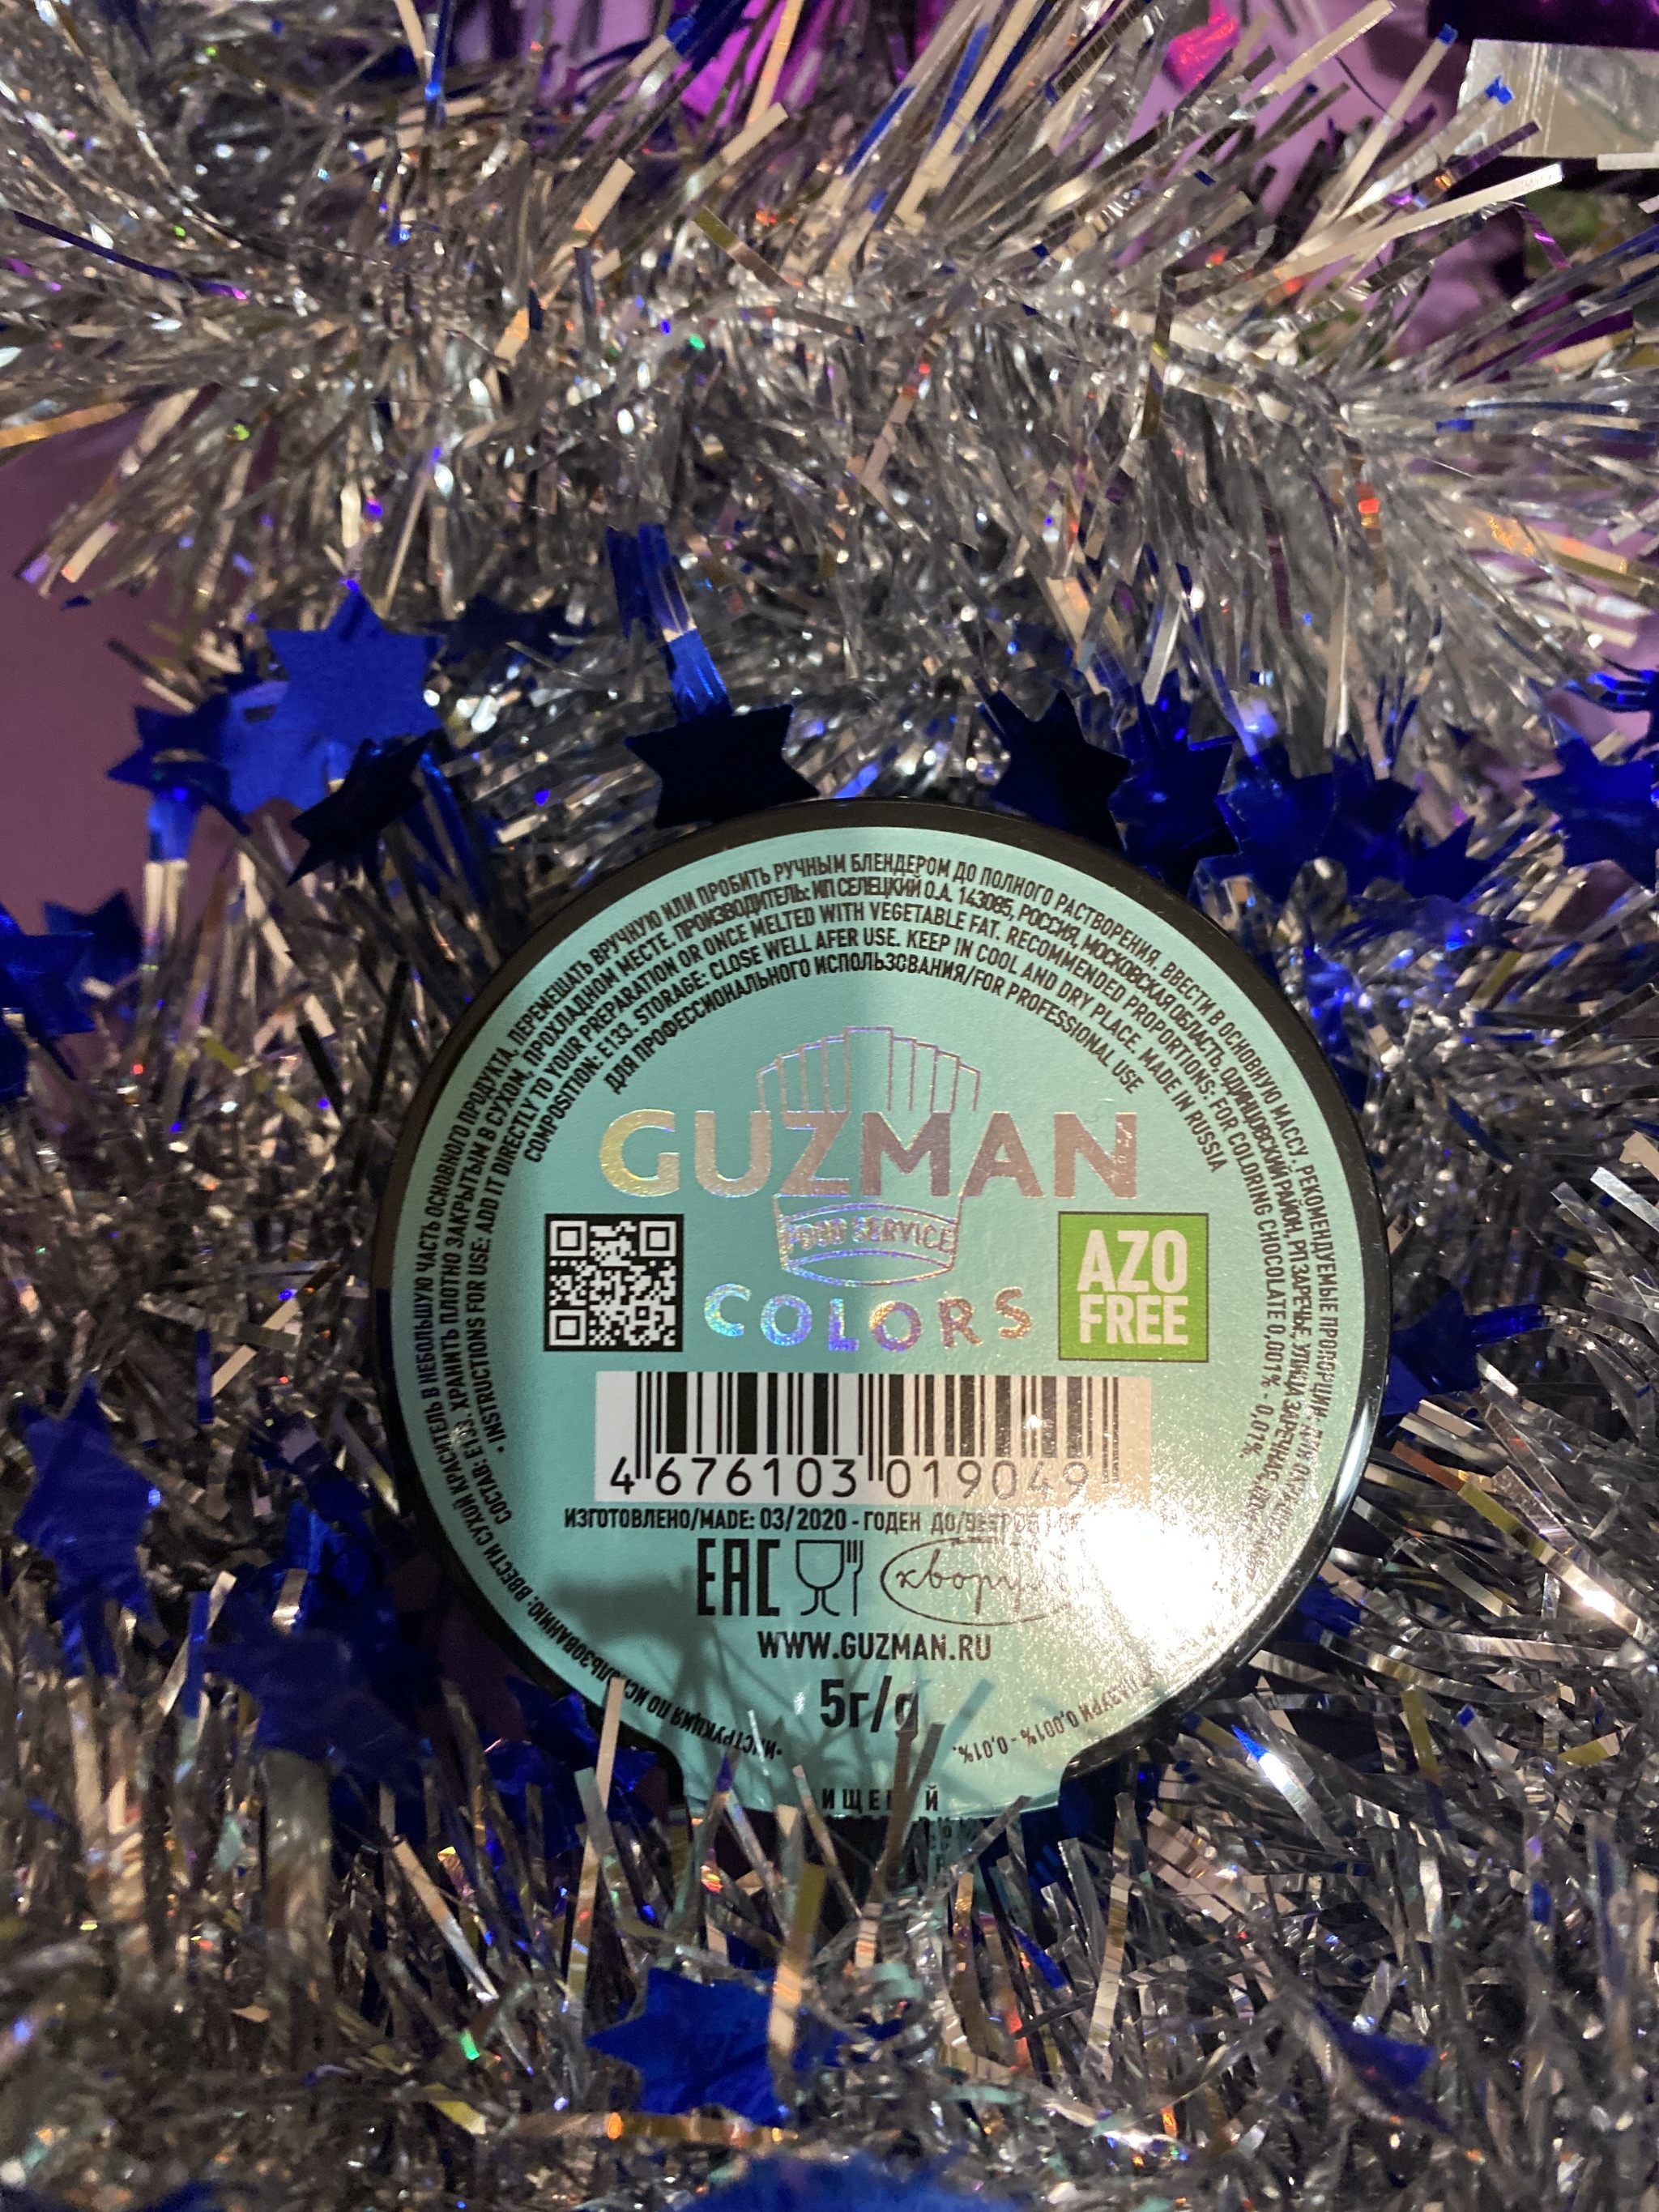 •ИНСТРУКЦИЯ ПО ИСПОЛЬЗОВАНИЮ: ВВЕСТИ СУХОЙ КРАСИТЕЛЬ В НЕБОЛЬШУЮ ЧАСТЬ ОСНОВНОГО ПРОДУКТА, ПЕРЕМЕШАТЬ ВРУЧНУЮ ИЛИ ПРОБИТЬ РУЧНЫМ БЛЕНДЕРОМ ДО ПОЛНОГО РАСТВОРЕНИЯ. ВВЕСТИ В ОСНОВНУЮ МАССУ. РЕКОМЕНДУЕМЫЕ ПРОПОРЦИИ: ГЛАЗУРИ 0,001% - 0,01%.
СОСТАВ: E133. ХРАНИТЬ ПЛОТНО ЗАКРЫТЫМ В СУХОМ, ПРОХЛАДНОМ МЕСТЕ. ПРОИЗВОДИТЕЛЬ: ИП СЕЛЕЦКИЙ О.А. 143085, РОССИЯ, МОСКОВСКАЯ ОБЛАСТЬ, ОДИНЦОВСКИЙ РАЙОН, РП ЗАРЕЧЬЕ, УЛИЦА ЗАРЕЧНАЯ,
• INSTRUCTIONS FOR USE: ADD IT DIRECTLY TO YOUR PREPARATION OR ONCE MELTED WITH VEGETABLE FAT. RECOMMENDED PROPORTIONS: FOR COLORING CHOCOLATE 0,001% - 0,01%.
COMPOSITION: E133. STORAGE: CLOSE WELL AFER USE. KEEP IN COOL AND DRY PLACE. MADE IN RUSSIA
ДЛЯ ПРОФЕССИОНАЛЬНОГО ИСПОЛЬЗОВАНИЯ/FOR PROFESSIONAL USE
GUZMAN
FOOD SERVICE
COLORS
AZO
FREE
4 676103 019049
ИЗГОТОВЛЕНО/MADE: 03/2020 - ГОДЕН ДО/BEFORE
EAC
WWW.GUZMAN.RU
5г/g